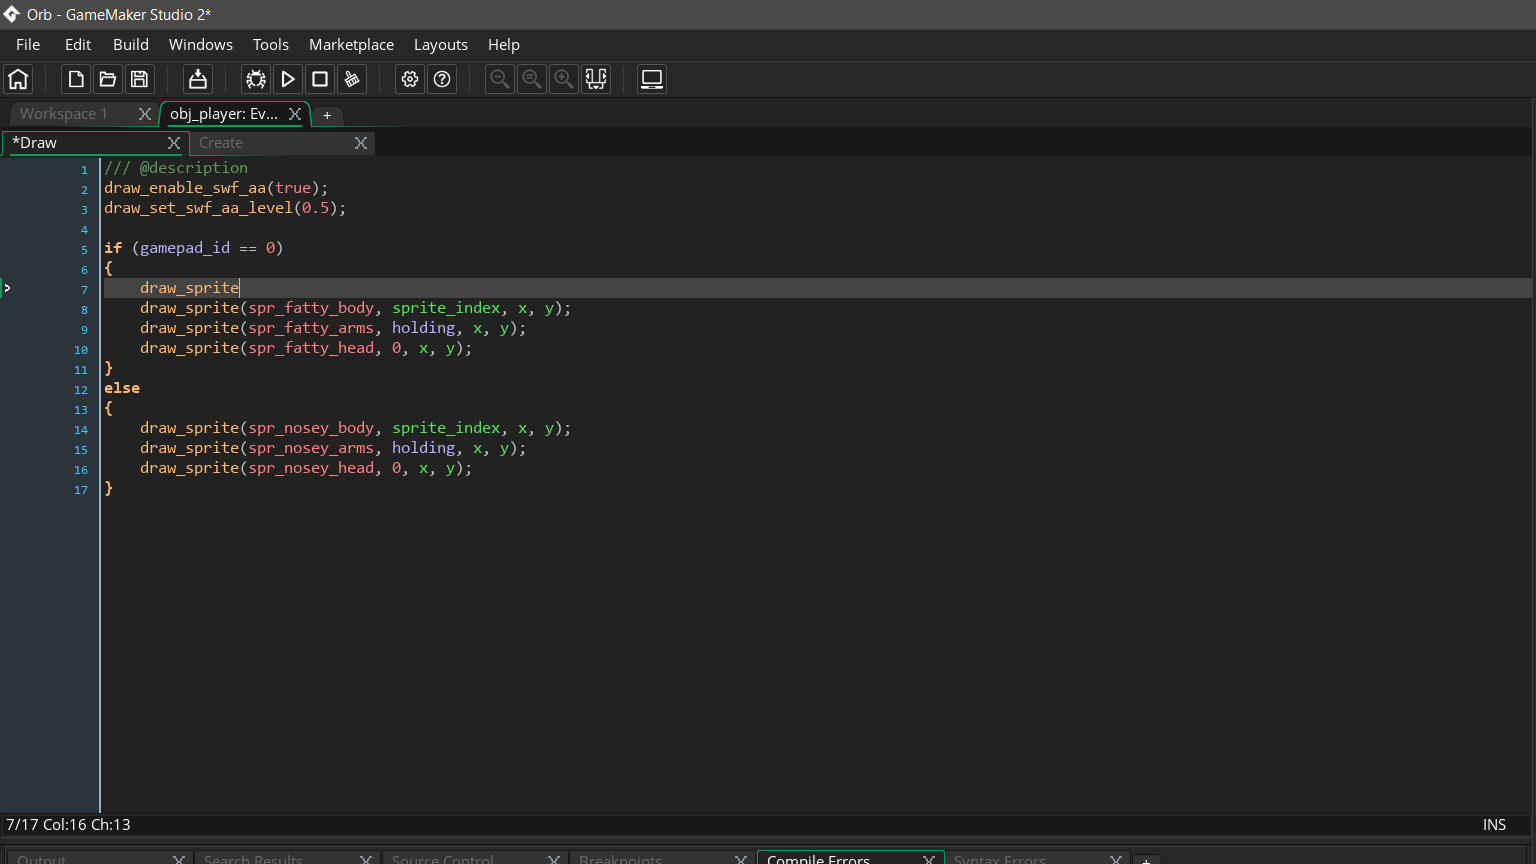 Orb - GameMaker Studio 2*
File Edit Build Windows Tools Marketplace Layouts Help
Workspace 1 obj_player: Ev... +
*Draw Create
1 /// @description
2 draw_enable_swf_aa(true);
3 draw_set_swf_aa_level(0.5);
4
5 if (gamepad_id == 0)
6 {
7 draw_sprite
8 draw_sprite(spr_fatty_body, sprite_index, x, y);
9 draw_sprite(spr_fatty_arms, holding, x, y);
10 draw_sprite(spr_fatty_head, 0, x, y);
11 }
12 else
13 {
14 draw_sprite(spr_nosey_body, sprite_index, x, y);
15 draw_sprite(spr_nosey_arms, holding, x, y);
16 draw_sprite(spr_nosey_head, 0, x, y);
17 }
7/17 Col:16 Ch:13 INS
Output Search Results Source Control Breakpoints Compile Errors Syntax Errors +